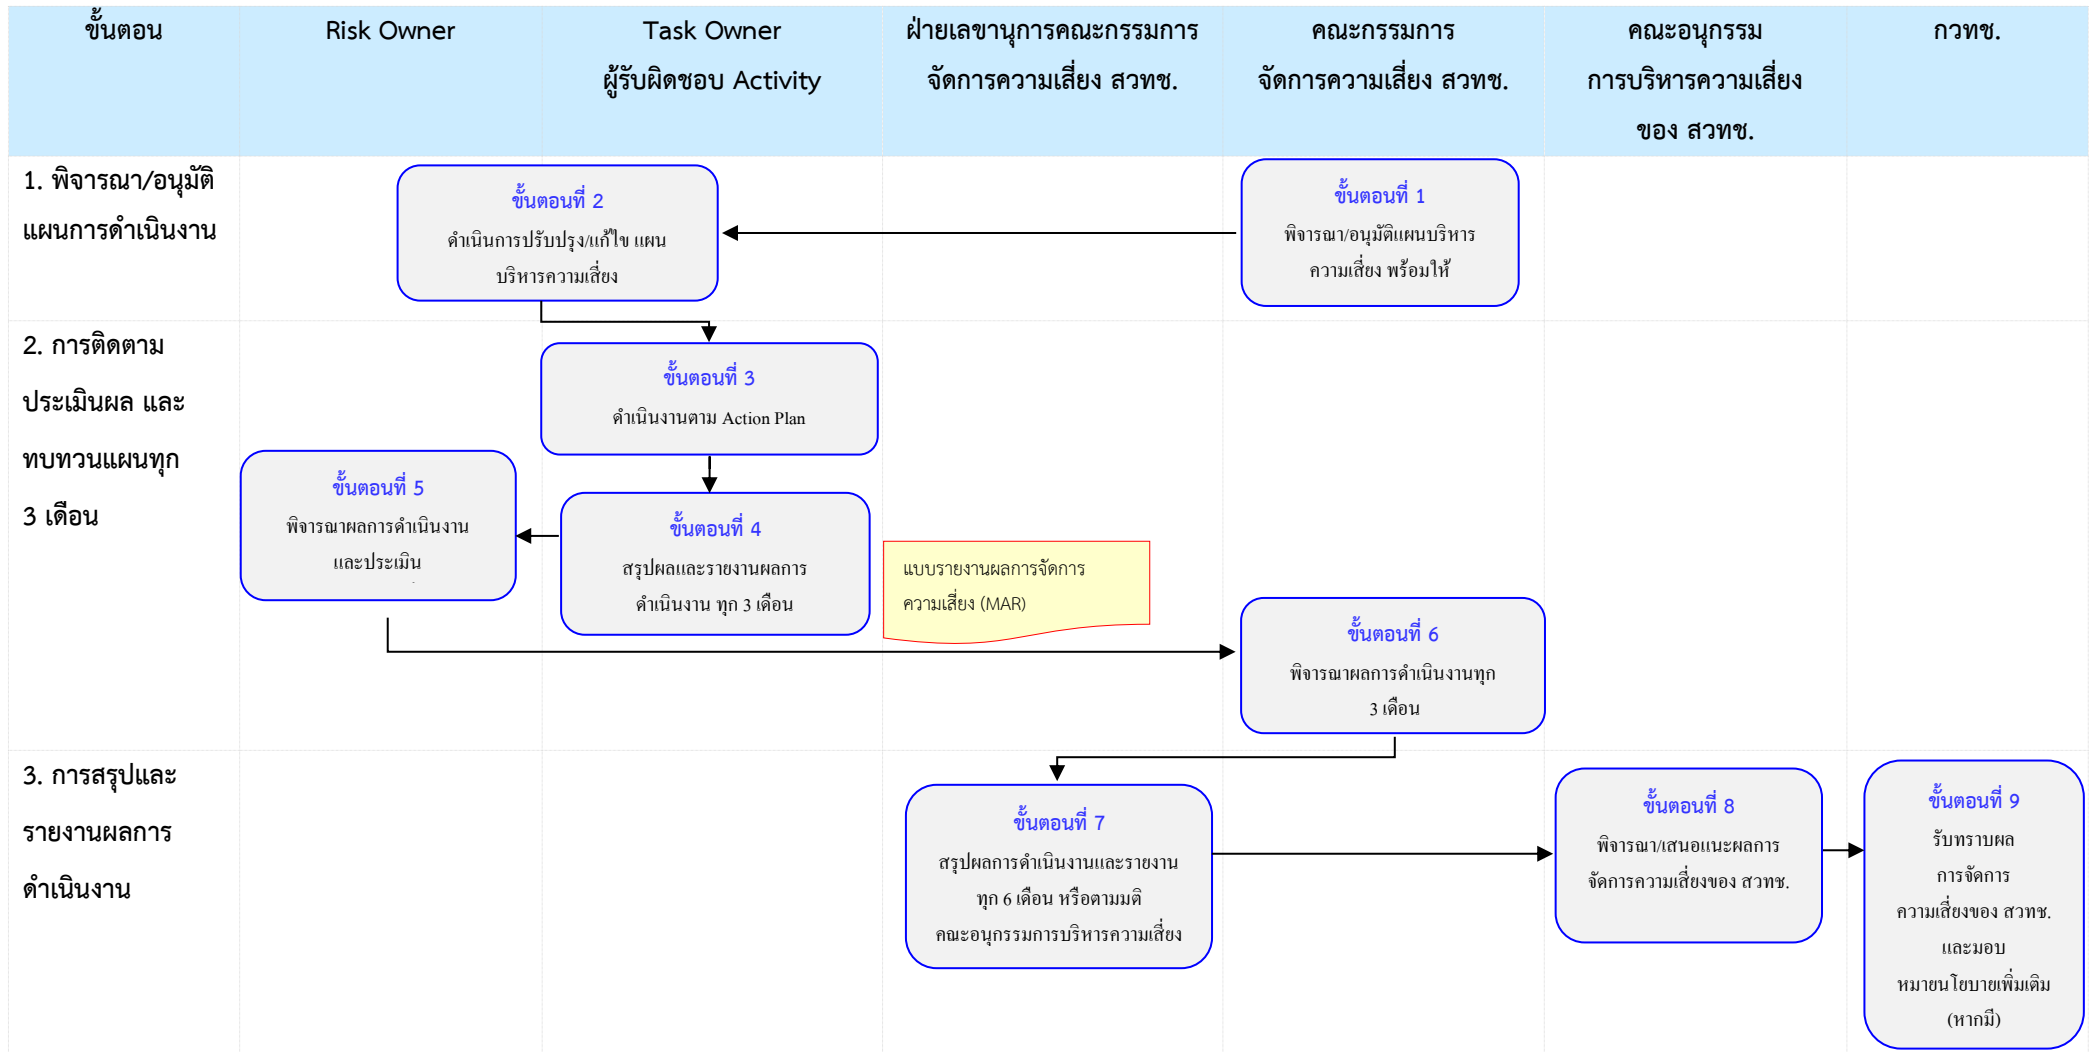 ขั้นตอน
Risk Owner
Task Owner
ผู้รับผิดชอบ Activity
ฝ่ายเลขานุการคณะกรรมการ
จัดการความเสี่ยง สวทช.
คณะกรรมการ
จัดการความเสี่ยง สวทช.
คณะอนุกรรม
การบริหารความเสี่ยง
ของ สวทช.
กวทช.
1. พิจารณา/อนุมัติ
แผนการดำเนินงาน
ขั้นตอนที่ 2
ดำเนินการปรับปรุง/แก้ไข แผน
บริหารความเสี่ยง
ขั้นตอนที่ 1
พิจารณา/อนุมัติแผนบริหาร
ความเสี่ยง พร้อมให้
2. การติดตาม
ประเมินผล และ
ทบทวนแผนทุก
3 เดือน
ขั้นตอนที่ 3
ดำเนินงานตาม Action Plan
ขั้นตอนที่ 5
พิจารณาผลการดำเนินงาน
และประเมิน
ขั้นตอนที่ 4
สรุปผลและรายงานผลการ
ดำเนินงาน ทุก 3 เดือน
แบบรายงานผลการจัดการ
ความเสี่ยง (MAR)
ขั้นตอนที่ 6
พิจารณาผลการดำเนินงานทุก
3 เดือน
3. การสรุปและ
รายงานผลการ
ดำเนินงาน
ขั้นตอนที่ 7
สรุปผลการดำเนินงานและรายงาน
ทุก 6 เดือน หรือตามมติ
คณะอนุกรรมการบริหารความเสี่ยง
ขั้นตอนที่ 8
พิจารณา/เสนอแนะผลการ
จัดการความเสี่ยงของ สวทช.
ขั้นตอนที่ 9
รับทราบผล
การจัดการ
ความเสี่ยงของ สวทช.
และมอบ
หมายนโยบายเพิ่มเติม
(หากมี)